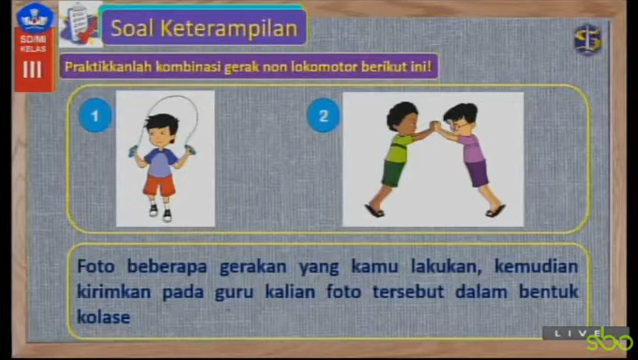 SD/MI
KELAS
III
Soal Keterampilan
Praktikkanlah kombinasi gerak non lokomotor berikut ini!
1
2
Foto beberapa gerakan yang kamu lakukan, kemudian
kirimkan pada guru kalian foto tersebut dalam bentuk
kolase
LIVE
sbo